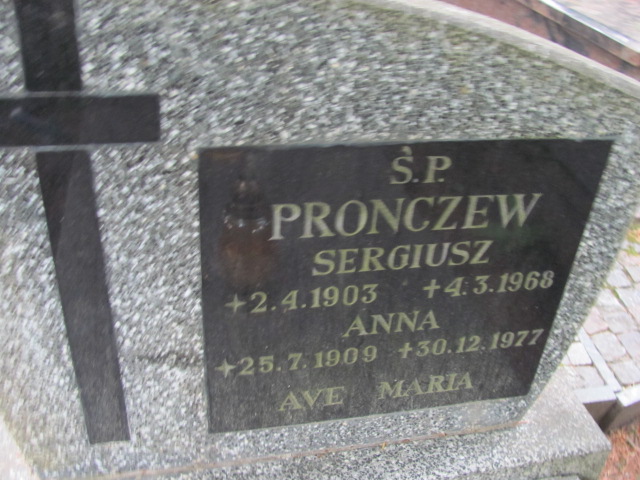 Ś.P.
PRONCZEW
SERGIUSZ
+2.4.1903 +4.3.1968
ANNA
+25.7.1909 +30.12.1977
AVE MARIA